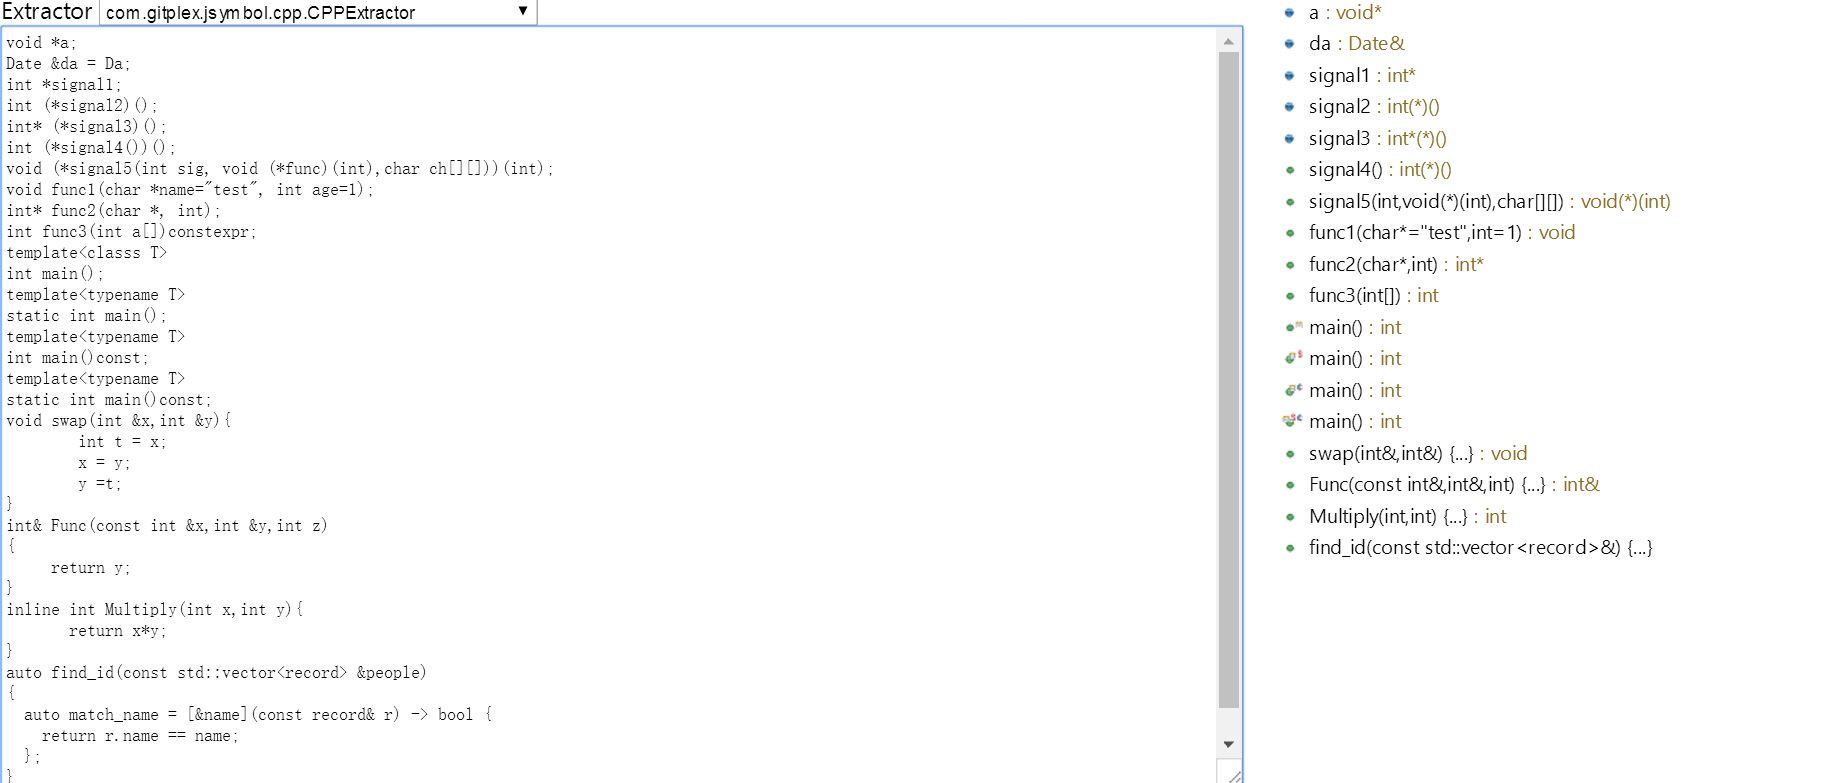 Extractor com.gitplex.jsymbol.cpp.CPPExtractor
void *a;
Date &da = Da;
int *signal1;
int (*signal2)();
int* (*signal3)();
int (*signal4())();
void (*signal5(int sig, void (*func)(int),char ch[][]))(int);
void func1(char *name="test", int age=1);
int* func2(char *, int);
int func3(int a[])constexpr;
template<classs T>
int main();
template<typename T>
static int main();
template<typename T>
int main()const;
template<typename T>
static int main()const;
void swap(int &x,int &y){
        int t = x;
        x = y;
        y =t;
}
int& Func(const int &x,int &y,int z)
{
     return y;
}
inline int Multiply(int x,int y){
       return x*y;
}
auto find_id(const std::vector<record> &people)
{
  auto match_name = [&name](const record& r) -> bool {
    return r.name == name;
  };
}
a : void*
da : Date&
signal1 : int*
signal2 : int(*)()
signal3 : int*(*)()
signal4() : int(*)()
signal5(int,void(*)(int),char[][]) : void(*)(int)
func1(char*="test",int=1) : void
func2(char*,int) : int*
func3(int[]) : int
main() : int
main() : int
main() : int
main() : int
swap(int&,int&) {...} : void
Func(const int&,int&,int) {...} : int&
Multiply(int,int) {...} : int
find_id(const std::vector<record>&) {...}